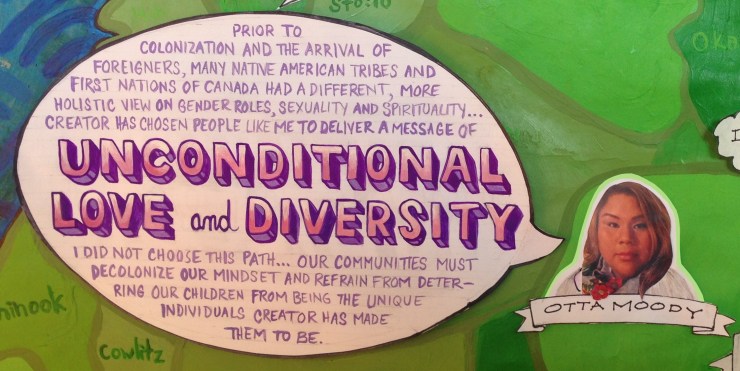 STO:10
PRIOR TO
COLONIZATION AND THE ARRIVAL OF
FOREIGNERS, MANY NATIVE AMERICAN TRIBES AND
FIRST NATIONS OF CANADA HAD A DIFFERENT, MORE
HOLISTIC VIEW ON GENDER ROLES, SEXUALITY AND SPIRITUALITY...
CREATOR HAS CHOSEN PEOPLE LIKE ME TO DELIVER A MESSAGE OF
UNCONDITIONAL
LOVE and DIVERSITY
I DID NOT CHOOSE THIS PATH... OUR COMMUNITIES MUST
DECOLONIZE OUR MINDSET AND REFRAIN FROM DETER-
RING OUR CHILDREN FROM BEING THE UNIQUE
INDIVIDUALS CREATOR HAS MADE
THEM TO BE.
OTTA MOODY
Cowlitz